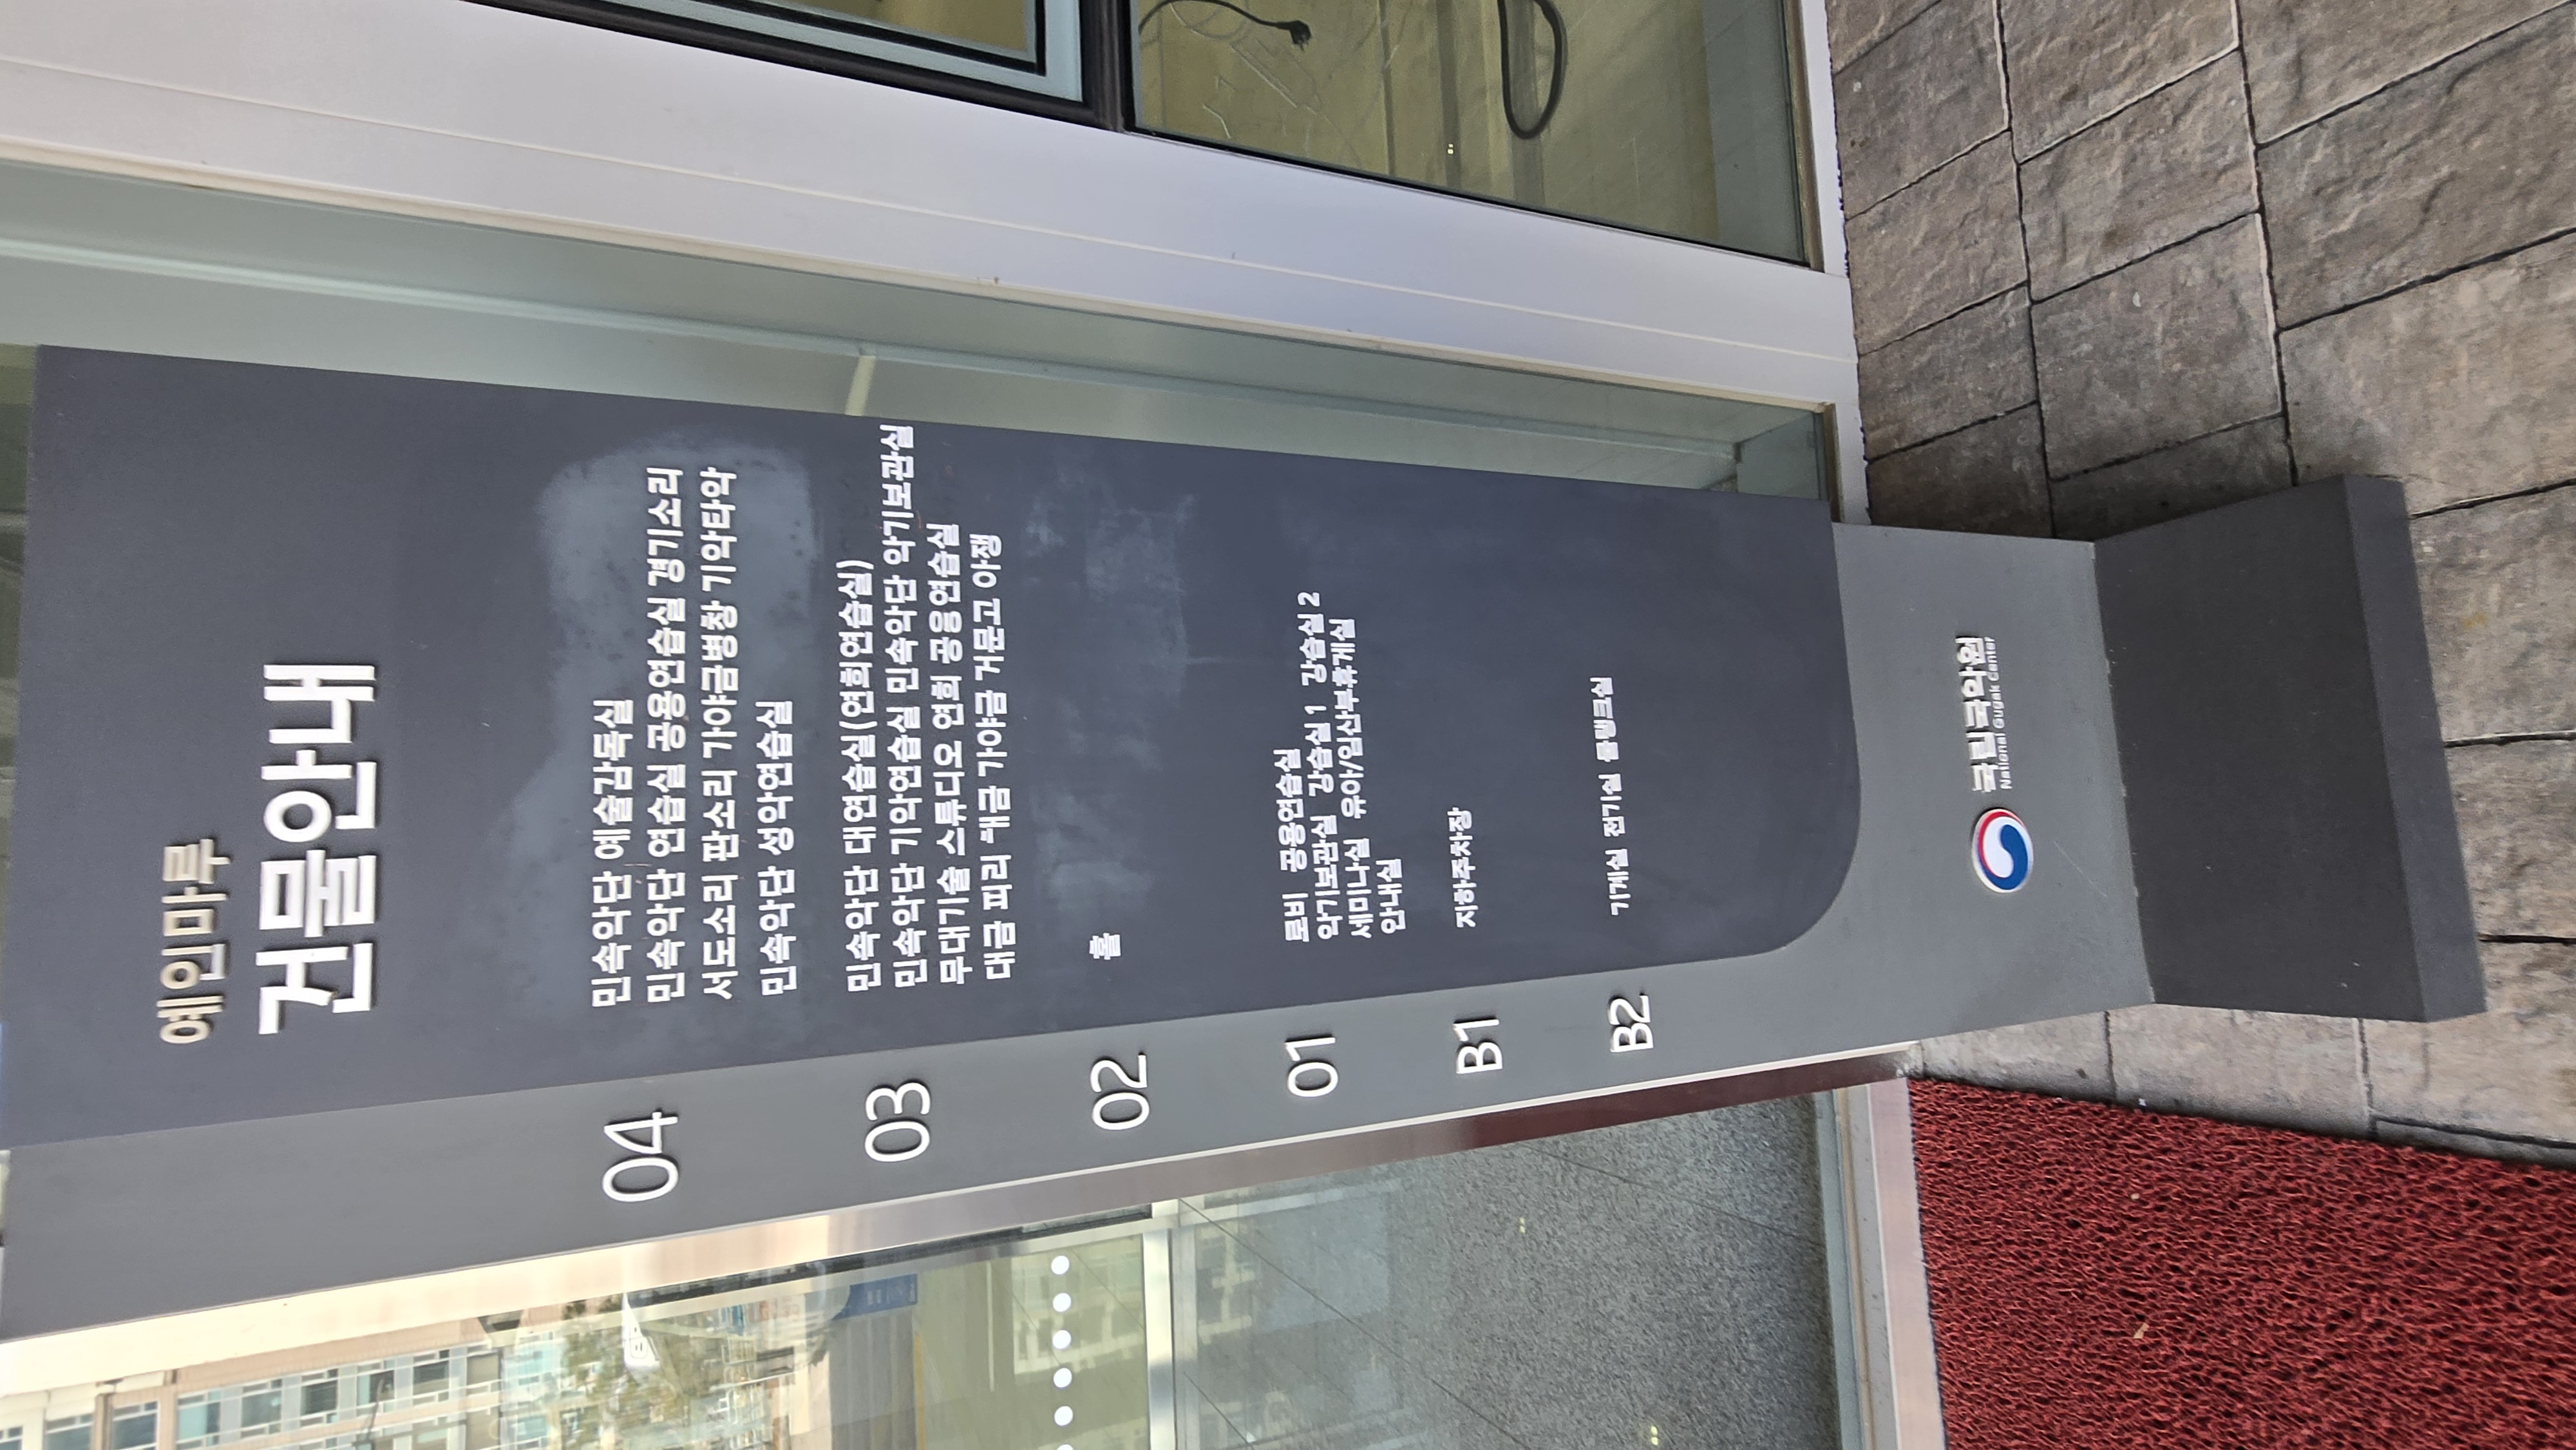 예인마루
건물안내
04
민속악단 예술감독실
민속악단 연습실 공용연습실 경기소리
서도소리 판소리 가야금병창 기악타악
민속악단 성악연습실
03
민속악단 대연습실(연희연습실)
민속악단 기악연습실 민속악단 악기보관실
무대기술 스튜디오 연희 공용연습실
대금 피리 해금 가야금 거문고 아쟁
02
홀
01
로비 공용연습실
악기보관실 강습실1 강습실2
세미나실 유아/임산부휴게실
안내실
B1
지하주차장
B2
기계실 전기실 물탱크실
국립국악원
National Gugak Center